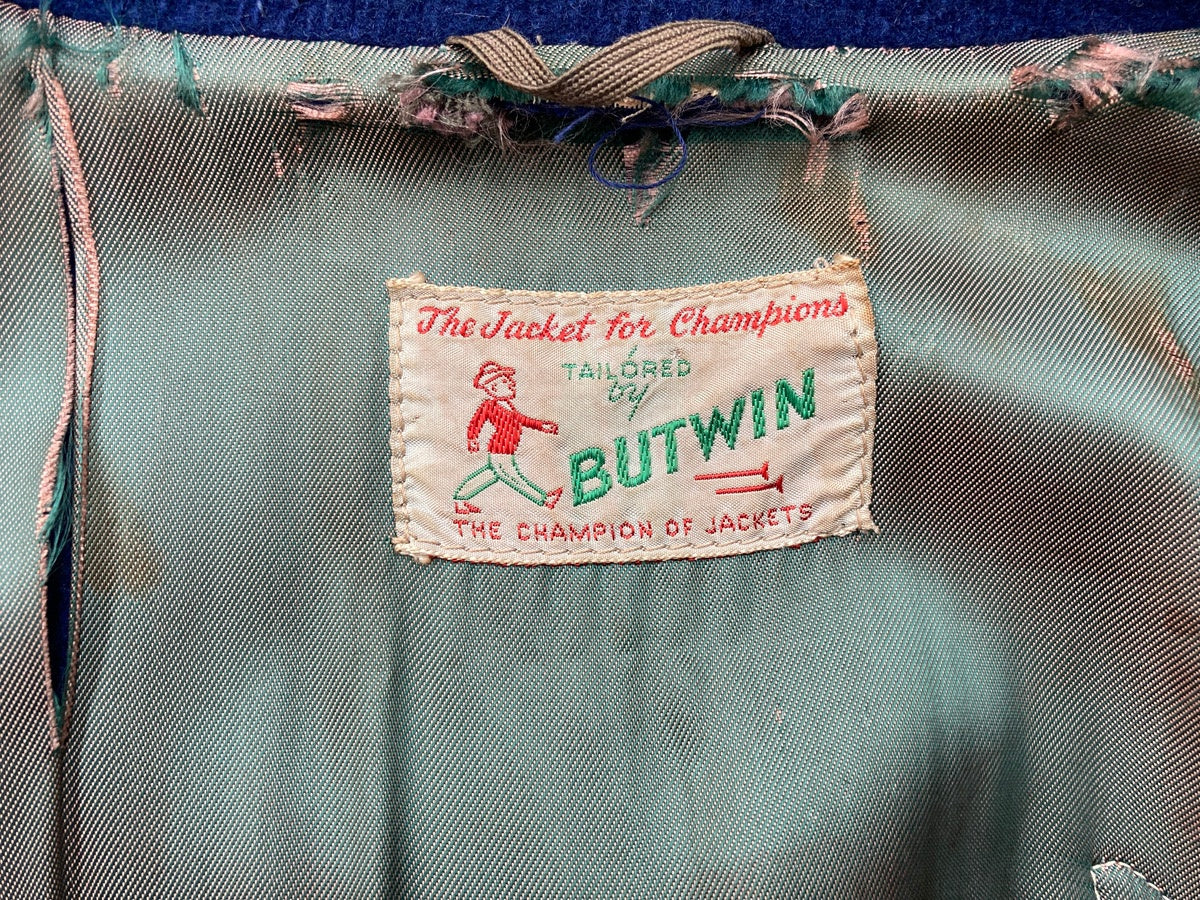 The Jacket for Champions
TAILORED
by
BUTWIN
THE CHAMPION OF JACKETS